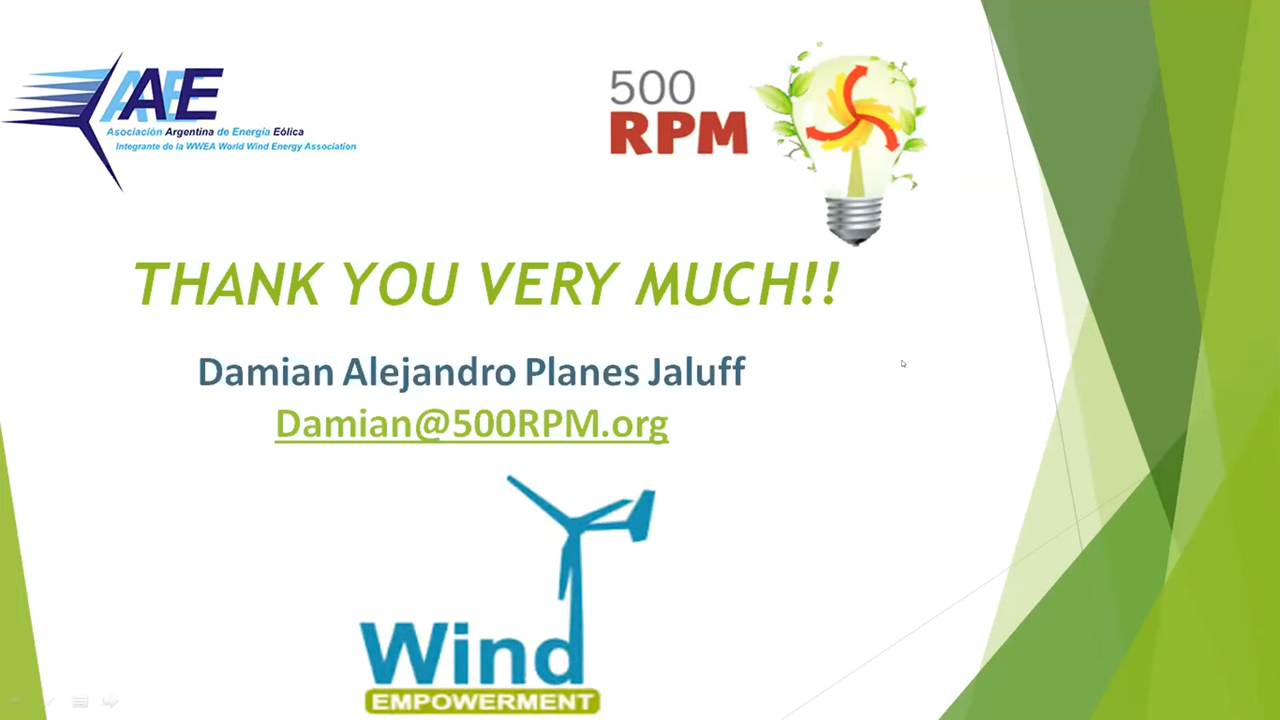 AAEE
Asociación Argentina de Energía Eólica
Integrante de la WWEA World Wind Energy Association
500
RPM
THANK YOU VERY MUCH!!
Damian Alejandro Planes Jaluff
Damian@500RPM.org
Wind
EMPOWERMENT